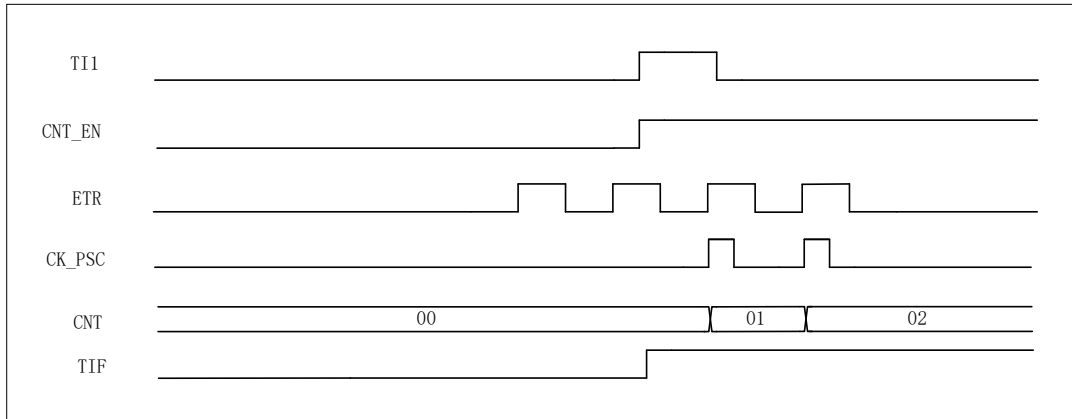 TI1
CNT_EN
ETR
CK_PSC
CNT 00 01 02
TIF